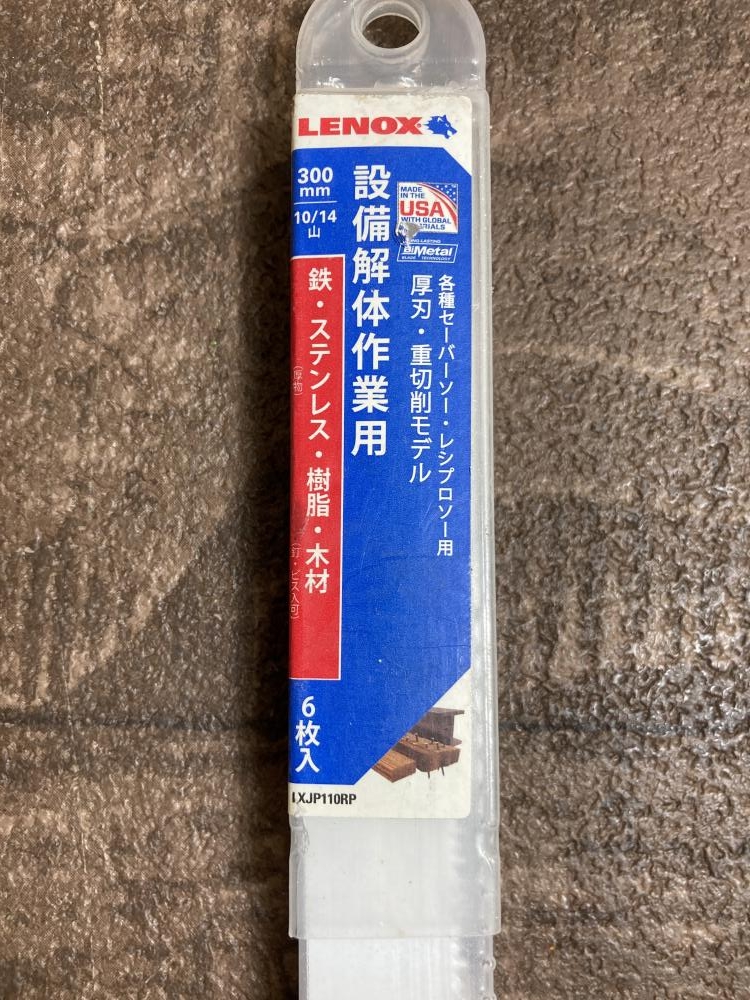 LENOX
300
mm
10/14
山
設備解体作業用
MADE
IN THE
USA
WITH GLOBAL
BiMetal
BLADE TECHNOLOGY
各種セーバーソー・レシプロソー用
厚刃・重切削モデル
鉄・ステンレス・樹脂・木材
(厚物)
(釘・ビス入可)
6枚入
LXJP110RP